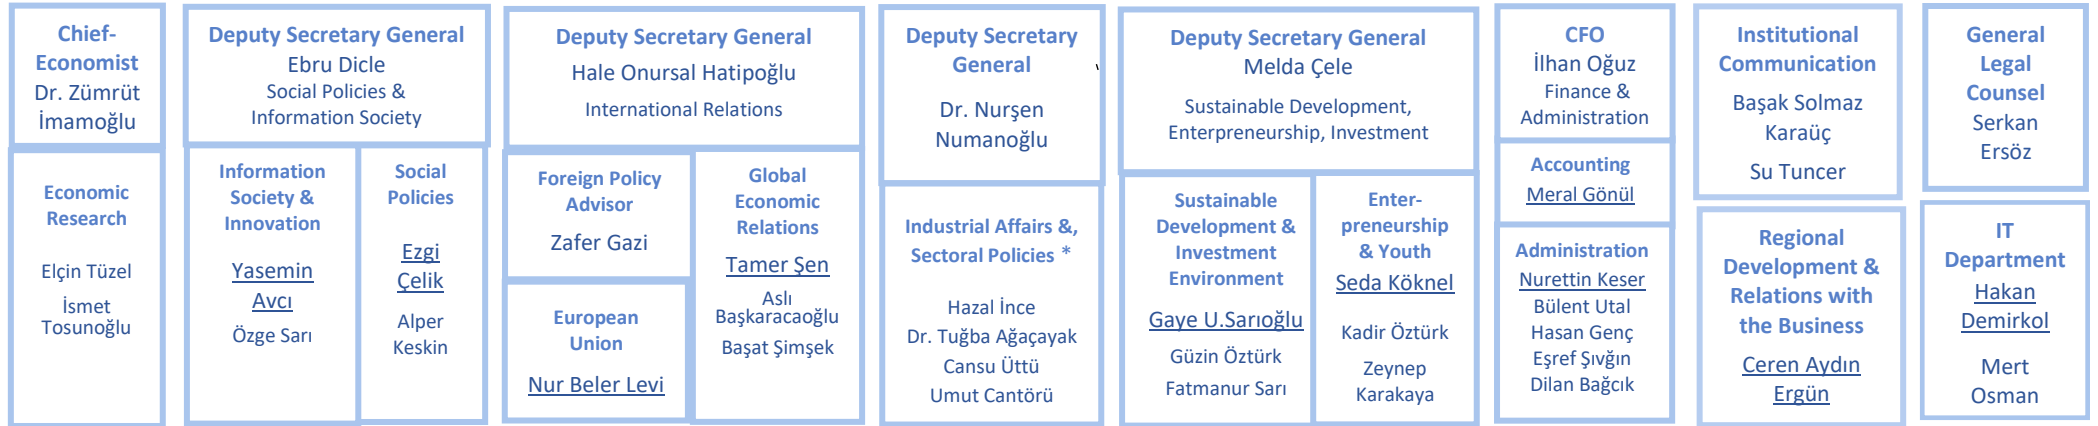 Chief-
Economist
Dr. Zümrüt
İmamoğlu
Economic
Research
Elçin Tüzel
İsmet
Tosunoğlu
Deputy Secretary General
Ebru Dicle
Social Policies &
Information Society
Information
Society &
Innovation
Yasemin
Avcı
Özge Sarı
Social
Policies
Ezgi
Çelik
Alper
Keskin
Deputy Secretary General
Hale Onursal Hatipoğlu
International Relations
Foreign Policy
Advisor
Zafer Gazi
European
Union
Nur Beler Levi
Global
Economic
Relations
Tamer Şen
Aslı
Başkaracaoğlu
Başat Şimşek
Deputy Secretary
General
Dr. Nurşen
Numanoğlu
Industrial Affairs &,
Sectoral Policies *
Hazal İnce
Dr. Tuğba Ağaçayak
Cansu Üttü
Umut Cantörü
Deputy Secretary General
Melda Çele
Sustainable Development,
Enterpreneurship, Investment
Sustainable
Development &
Investment
Environment
Gaye U.Sarıoğlu
Güzin Öztürk
Fatmanur Sarı
Enter-
preneurship
& Youth
Seda Köknel
Kadir Öztürk
Zeynep
Karakaya
CFO
İlhan Oğuz
Finance &
Administration
Accounting
Meral Gönül
Administration
Nurettin Keser
Bülent Utal
Hasan Genç
Eşref Şıvğın
Dilan Bağcık
Institutional
Communication
Başak Solmaz
Karaüç
Su Tuncer
Regional
Development &
Relations with
the Business
Ceren Aydın
Ergün
General
Legal
Counsel
Serkan
Ersöz
IT
Department
Hakan
Demirkol
Mert
Osman